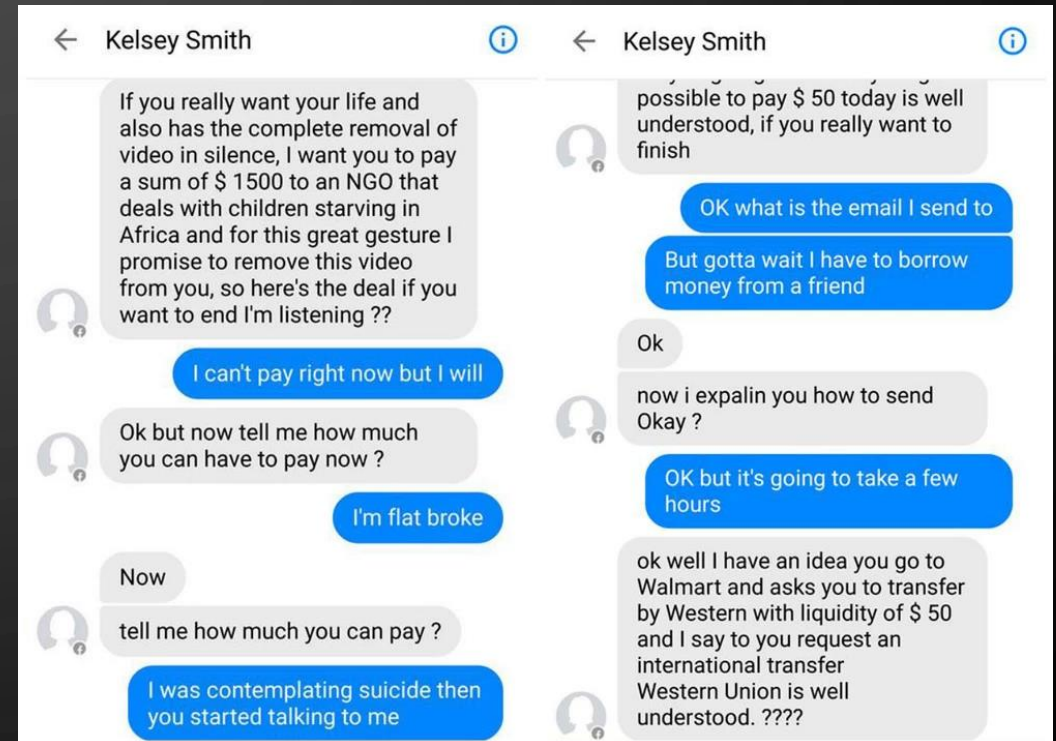 Kelsey Smith
If you really want your life and
also has the complete removal of
video in silence, I want you to pay
a sum of $ 1500 to an NGO that
deals with children starving in
Africa and for this great gesture I
promise to remove this video
from you, so here's the deal if you
want to end I'm listening ??
I can't pay right now but I will
Ok but now tell me how much
you can have to pay now ?
I'm flat broke
Now
tell me how much you can pay ?
I was contemplating suicide then
you started talking to me
Kelsey Smith
possible to pay $ 50 today is well
understood, if you really want to
finish
OK what is the email I send to
But gotta wait I have to borrow
money from a friend
Ok
now i expalin you how to send
Okay ?
OK but it's going to take a few
hours
ok well I have an idea you go to
Walmart and asks you to transfer
by Western with liquidity of $ 50
and I say to you request an
international transfer
Western Union is well
understood. ????